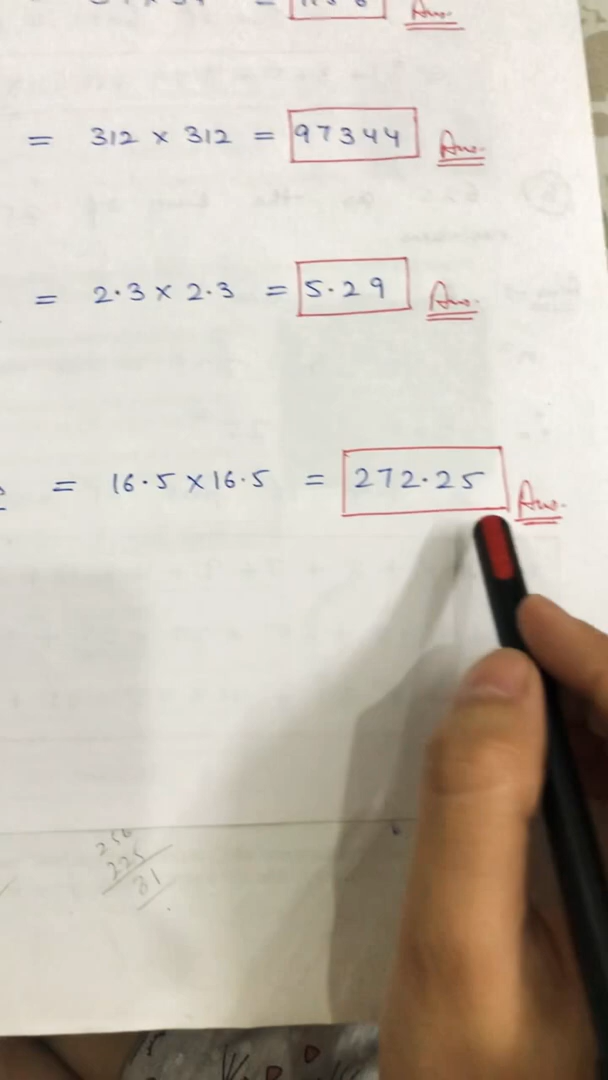 Ans.
= 312 × 312 = 97344 Ans.
= 2.3 × 2.3 = 5.29 Ans.
= 16.5 × 16.5 = 272.25 Ans.
256
225
31